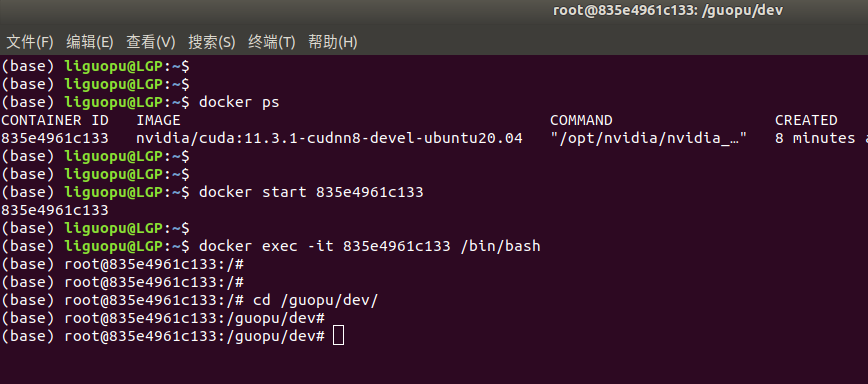 root@835e4961c133: /guopu/dev
文件(F) 编辑(E) 查看(V) 搜索(S) 终端(T) 帮助(H)
(base) liguopu@LGP:~$
(base) liguopu@LGP:~$
(base) liguopu@LGP:~$ docker ps
CONTAINER ID IMAGE COMMAND CREATED
835e4961c133 nvidia/cuda:11.3.1-cudnn8-devel-ubuntu20.04 "/opt/nvidia/nvidia_…" 8 minutes a
(base) liguopu@LGP:~$
(base) liguopu@LGP:~$
(base) liguopu@LGP:~$ docker start 835e4961c133
835e4961c133
(base) liguopu@LGP:~$
(base) liguopu@LGP:~$ docker exec -it 835e4961c133 /bin/bash
(base) root@835e4961c133:/#
(base) root@835e4961c133:/#
(base) root@835e4961c133:/# cd /guopu/dev/
(base) root@835e4961c133:/guopu/dev#
(base) root@835e4961c133:/guopu/dev#